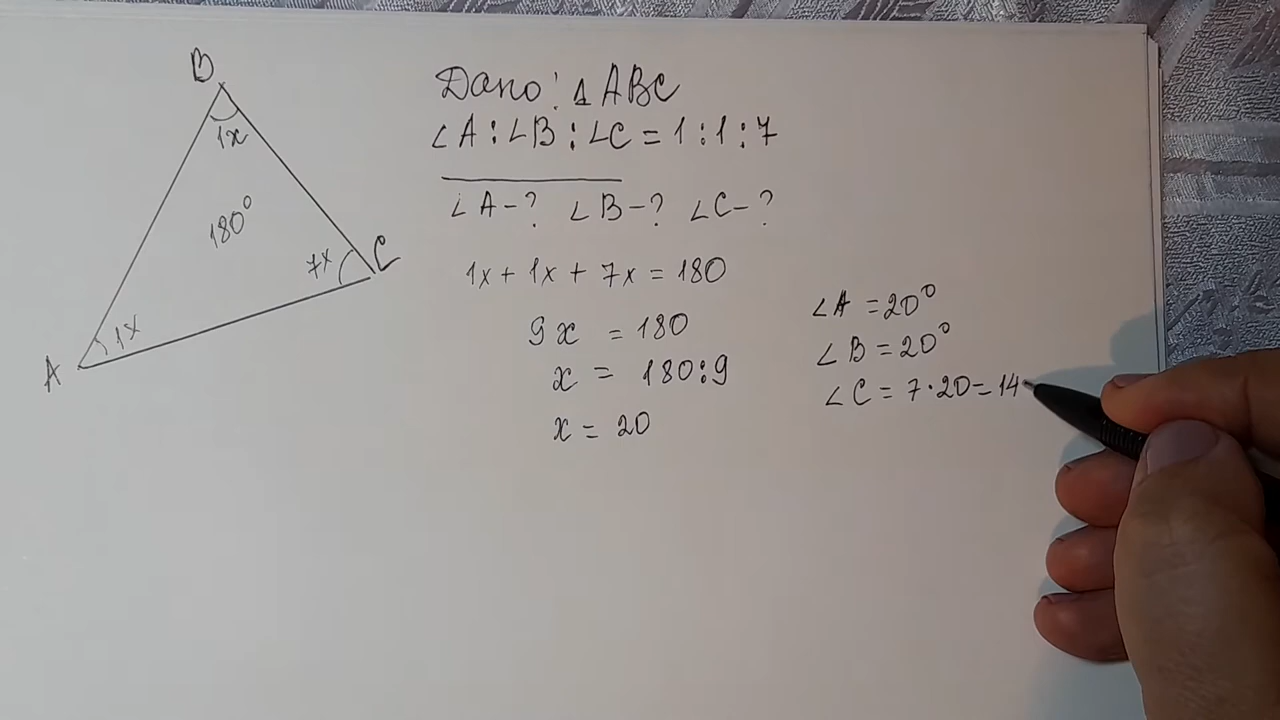 B
1x
180°
7x
C
1x
A
Дано: △ABC
∠A:∠B:∠C=1:1:7
∠A-? ∠B-? ∠C-?
1x+1x+7x=180
9x=180
x=180:9
x=20
∠A=20°
∠B=20°
∠C=7·20=14